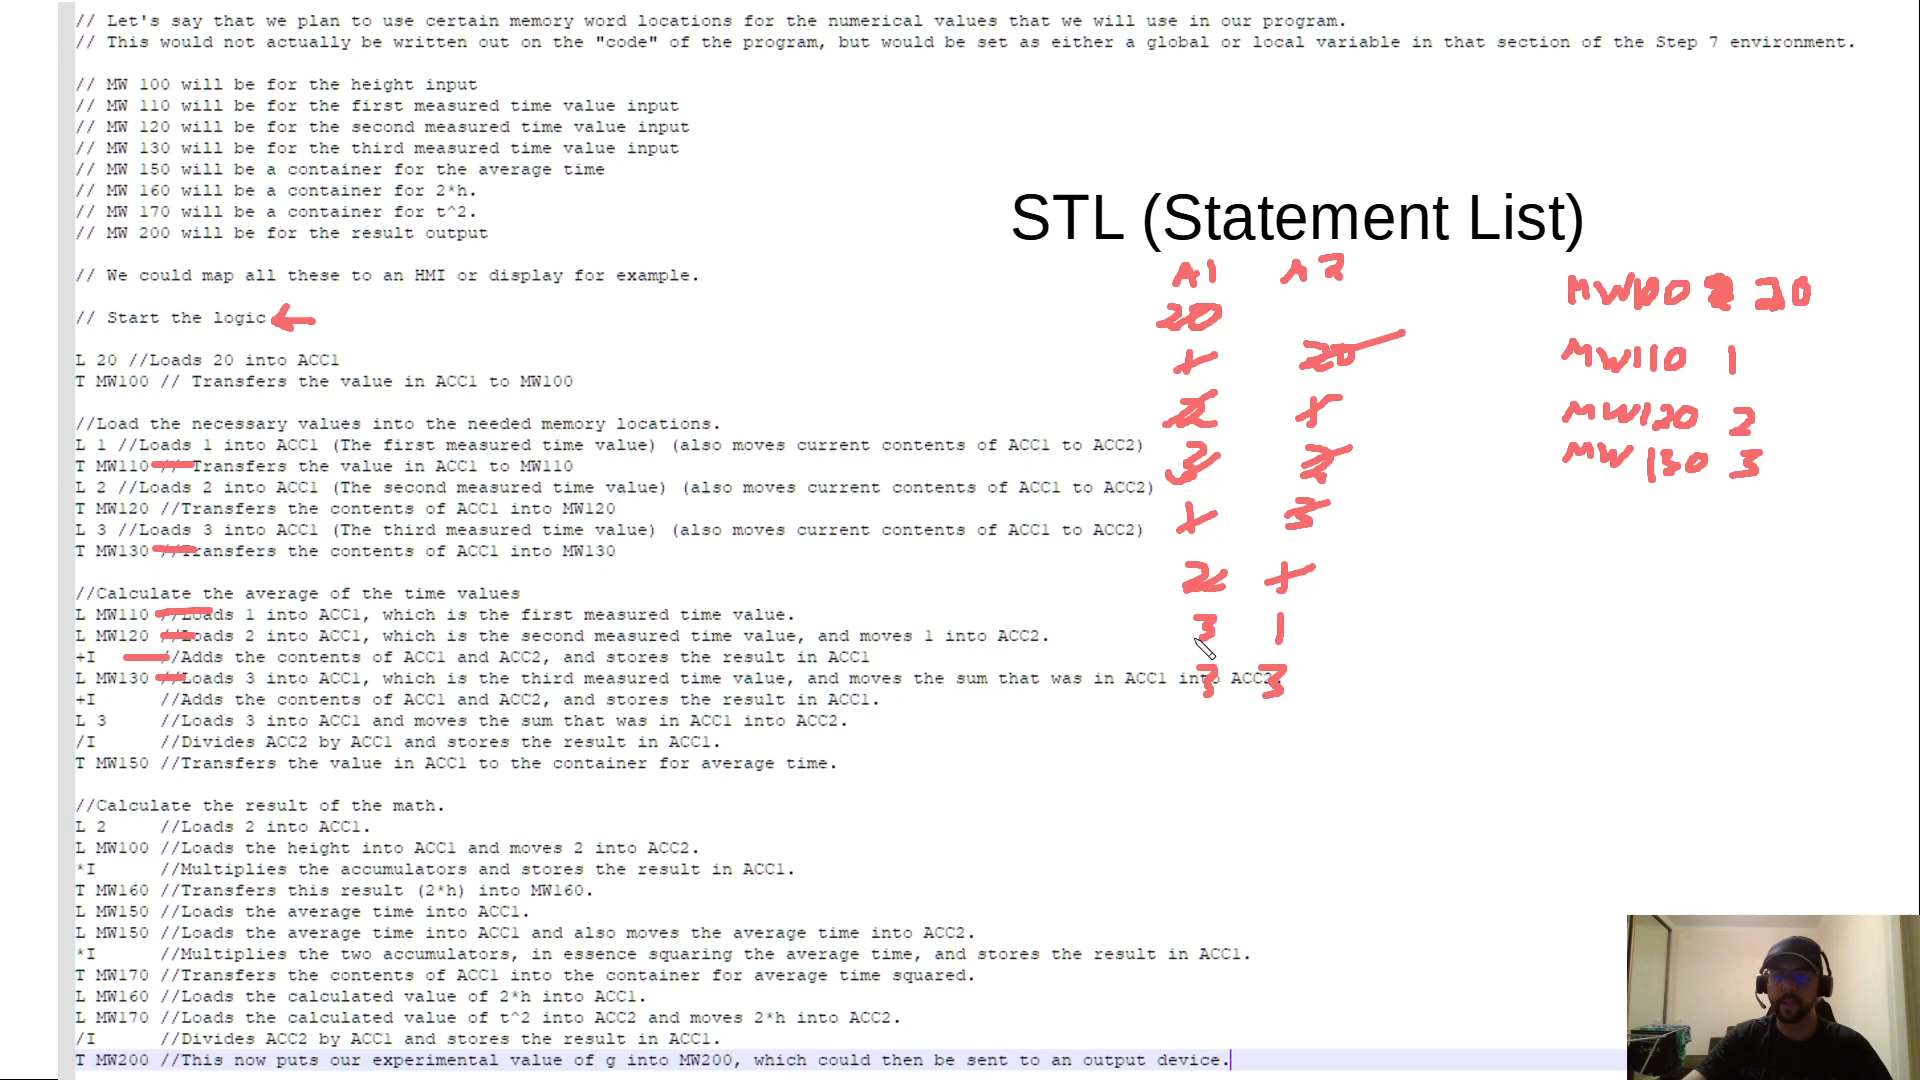 // Let's say that we plan to use certain memory word locations for the numerical values that we will use in our program.
// This would not actually be written out on the "code" of the program, but would be set as either a global or local variable in that section of the Step 7 environment.
// MW 100 will be for the height input
// MW 110 will be for the first measured time value input
// MW 120 will be for the second measured time value input
// MW 130 will be for the third measured time value input
// MW 150 will be a container for the average time
// MW 160 will be a container for 2*h.
// MW 170 will be a container for t^2.
// MW 200 will be for the result output
// We could map all these to an HMI or display for example.
// Start the logic
L 20 //Loads 20 into ACC1
T MW100 // Transfers the value in ACC1 to MW100
//Load the necessary values into the needed memory locations.
L 1 //Loads 1 into ACC1 (The first measured time value) (also moves current contents of ACC1 to ACC2)
T MW110 // Transfers the value in ACC1 to MW110
L 2 //Loads 2 into ACC1 (The second measured time value) (also moves current contents of ACC1 to ACC2)
T MW120 //Transfers the contents of ACC1 into MW120
L 3 //Loads 3 into ACC1 (The third measured time value) (also moves current contents of ACC1 to ACC2)
T MW130 //Transfers the contents of ACC1 into MW130
//Calculate the average of the time values
L MW110 //Loads 1 into ACC1, which is the first measured time value.
L MW120 //Loads 2 into ACC1, which is the second measured time value, and moves 1 into ACC2.
+I //Adds the contents of ACC1 and ACC2, and stores the result in ACC1
L MW130 //Loads 3 into ACC1, which is the third measured time value, and moves the sum that was in ACC1 into ACC2.
+I //Adds the contents of ACC1 and ACC2, and stores the result in ACC1.
L 3 //Loads 3 into ACC1 and moves the sum that was in ACC1 into ACC2.
/I //Divides ACC2 by ACC1 and stores the result in ACC1.
T MW150 //Transfers the value in ACC1 to the container for average time.
//Calculate the result of the math.
L 2 //Loads 2 into ACC1.
L MW100 //Loads the height into ACC1 and moves 2 into ACC2.
*I //Multiplies the accumulators and stores the result in ACC1.
T MW160 //Transfers this result (2*h) into MW160.
L MW150 //Loads the average time into ACC1.
L MW150 //Loads the average time into ACC1 and also moves the average time into ACC2.
*I //Multiplies the two accumulators, in essence squaring the average time, and stores the result in ACC1.
T MW170 //Transfers the contents of ACC1 into the container for average time squared.
L MW160 //Loads the calculated value of 2*h into ACC1.
L MW170 //Loads the calculated value of t^2 into ACC2 and moves 2*h into ACC2.
/I //Divides ACC2 by ACC1 and stores the result in ACC1.
T MW200 //This now puts our experimental value of g into MW200, which could then be sent to an output device.
STL (Statement List)
A1 A2
20
1 20
2 1
3 2
1 3
2 1
3 1
3 3
MW100 20
MW110 1
MW120 2
MW130 3